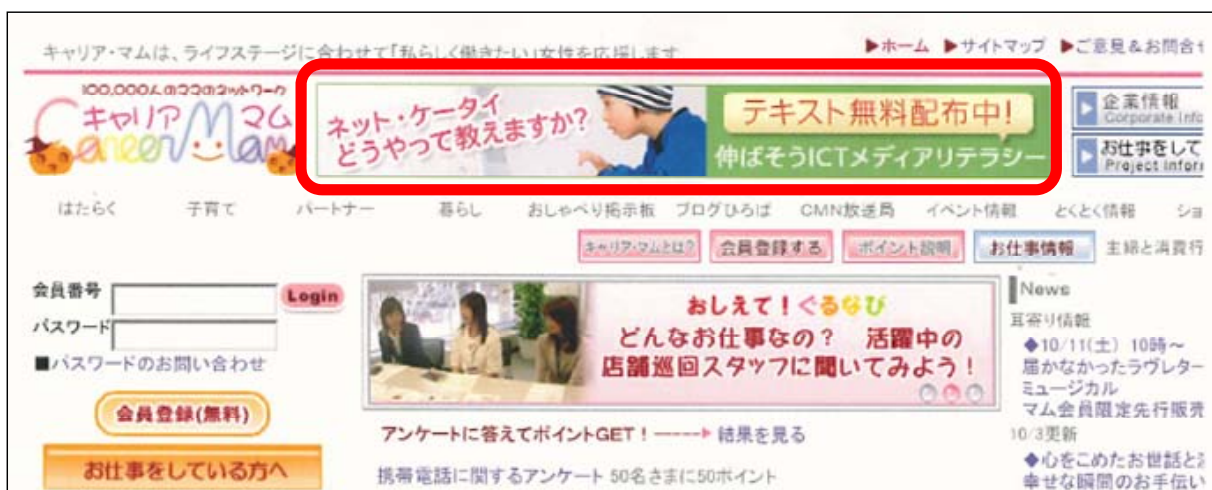 キャリア・マムは、ライフステージに合わせて「私らしく働きたい」女性を応援します
▶ホーム ▶サイトマップ ▶ご意見&お問合せ
100,000人のココロのネットワーク
キャリア マム
Career Mam
ネット・ケータイ
どうやって教えますか?
テキスト無料配布中!
伸ばそうICTメディアリテラシー
企業情報
Corporate Info
お仕事をして
Project Infor
はたらく 子育て パートナー 暮らし おしゃべり掲示板 ブログひろば CMN放送局 イベント情報 とくとく情報 ショ
キャリア・マムとは? 会員登録する ポイント説明 お仕事情報 主婦と消費行
会員番号
Login
パスワード
■パスワードのお問い合わせ
会員登録(無料)
お仕事をしている方へ
おしえて!ぐるなび
どんなお仕事なの? 活躍中の
店舗巡回スタッフに聞いてみよう!
アンケートに答えてポイントGET!-----▶ 結果を見る
携帯電話に関するアンケート 50名さまに50ポイント
News
耳寄り情報
◆10/11(土) 10時~
届かなかったラヴレター
ミュージカル
マム会員限定先行販売
10/3更新
◆心をこめたお世話と
幸せな瞬間のお手伝い